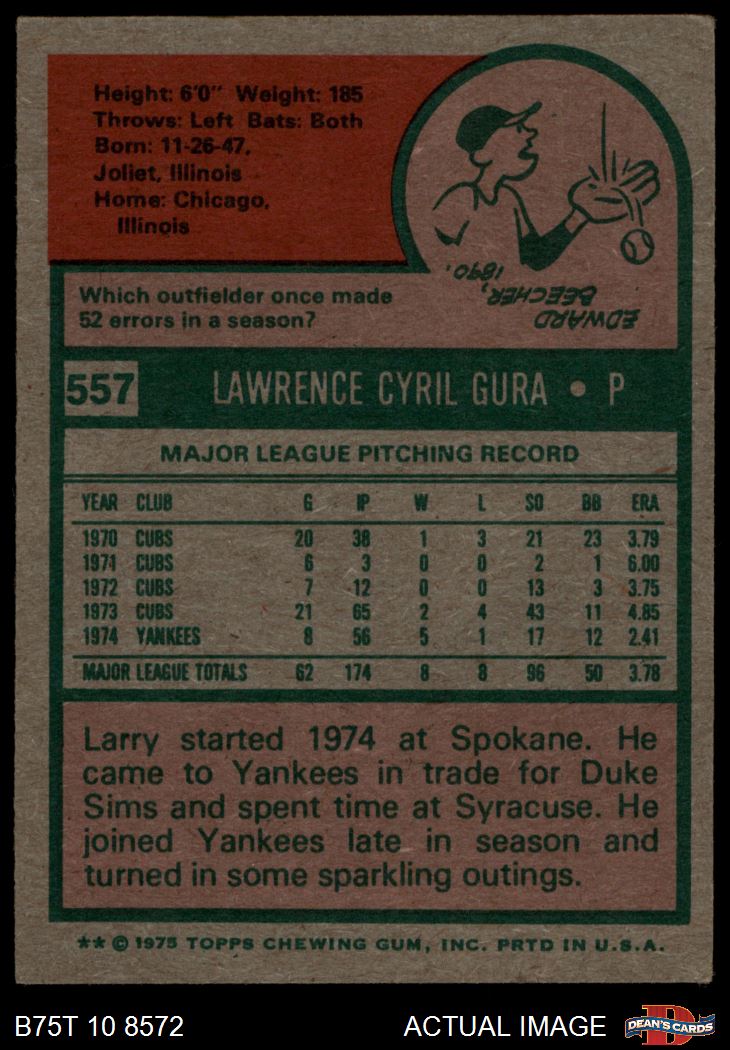 Height: 6'0" Weight: 185
Throws: Left Bats: Both
Born: 11-26-47,
Joliet, Illinois
Home: Chicago,
Illinois
Which outfielder once made
52 errors in a season?
EDWARD
BEECHER,
1890.
557 LAWRENCE CYRIL GURA • P
MAJOR LEAGUE PITCHING RECORD
YEAR CLUB G IP W L SO BB ERA
1970 CUBS 20 38 1 3 21 23 3.79
1971 CUBS 6 3 0 0 2 1 6.00
1972 CUBS 7 12 0 0 13 3 3.75
1973 CUBS 21 65 2 4 43 11 4.85
1974 YANKEES 8 56 5 1 17 12 2.41
MAJOR LEAGUE TOTALS 62 174 8 8 96 50 3.78
Larry started 1974 at Spokane. He
came to Yankees in trade for Duke
Sims and spent time at Syracuse. He
joined Yankees late in season and
turned in some sparkling outings.
** © 1975 TOPPS CHEWING GUM, INC. PRTD IN U.S.A.
B75T 10 8572 ACTUAL IMAGE D DEAN'S CARDS